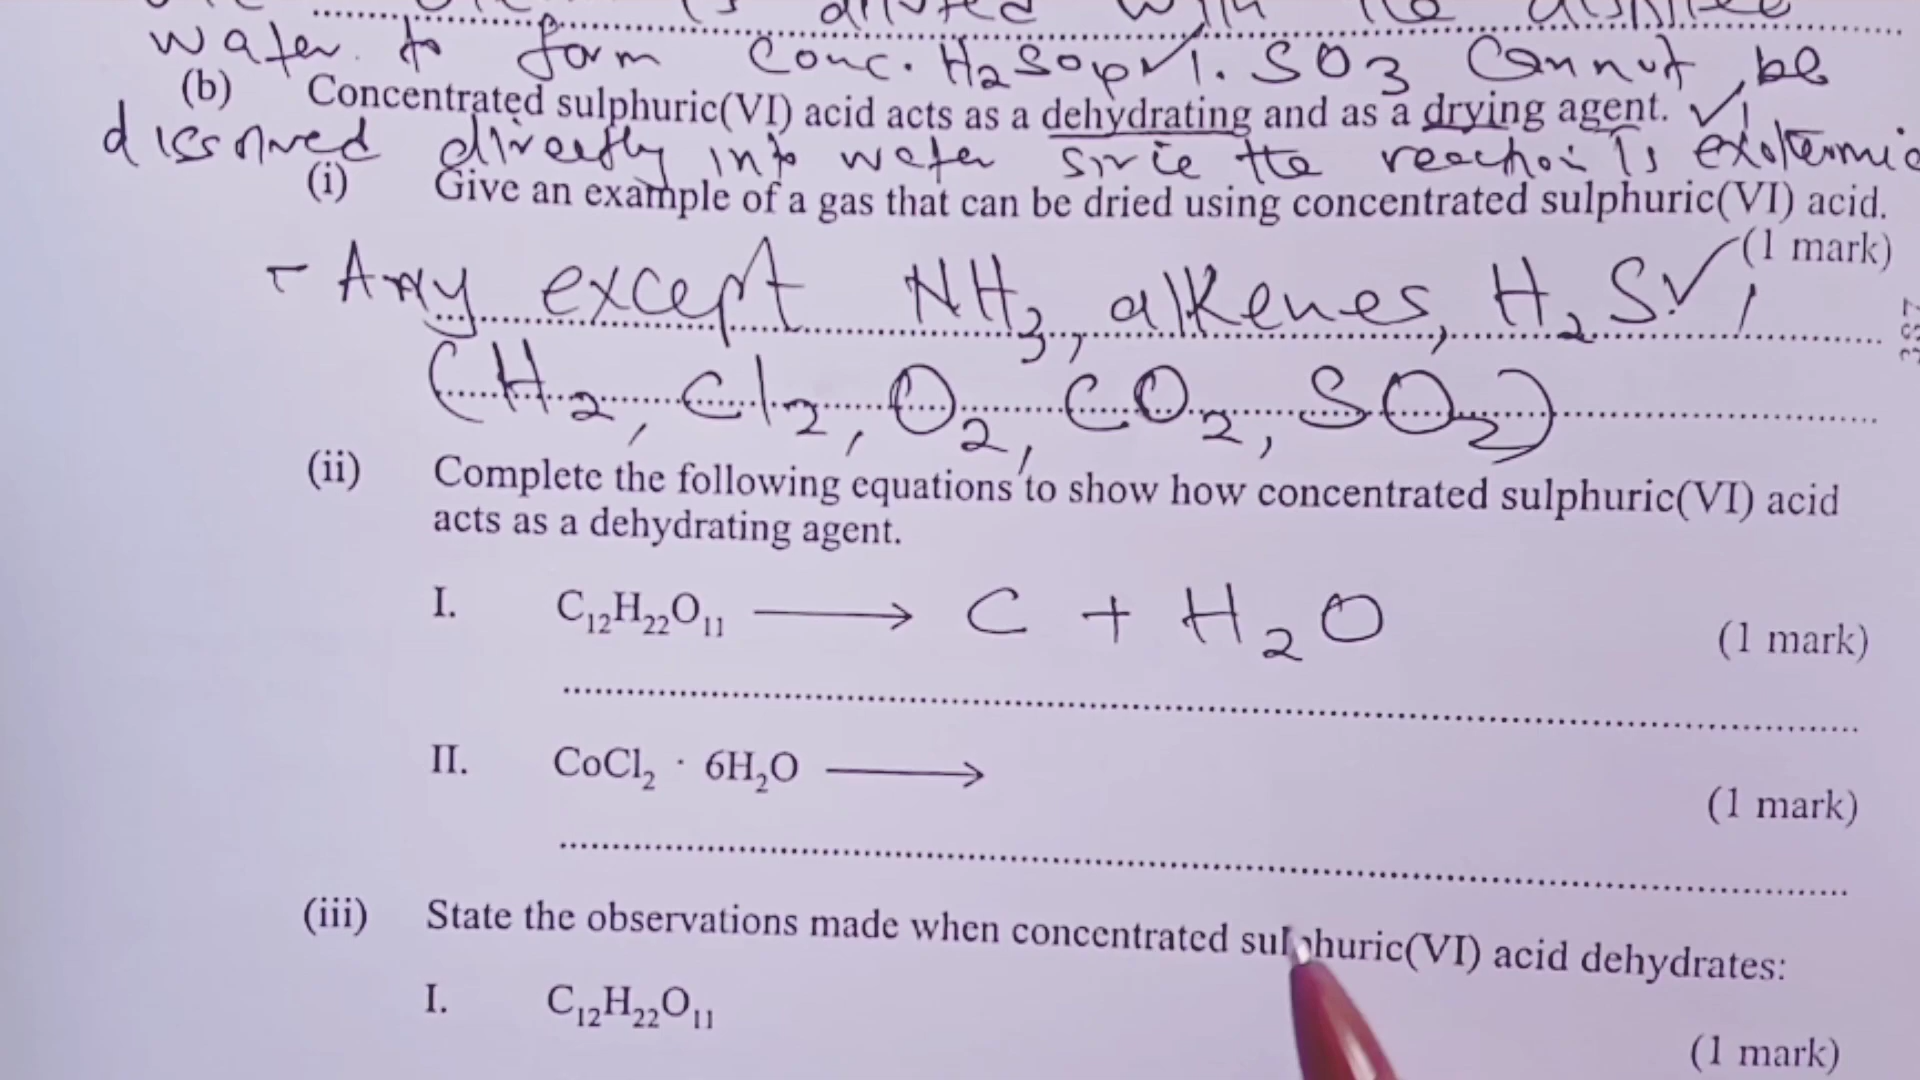 diluted with
water to form Conc. H₂SO₄ ✓1. SO3 Cannot be
(b) Concentrated sulphuric(VI) acid acts as a dehydrating and as a drying agent. ✓1
dissolved directly into water since the reaction is exothermic
(i) Give an example of a gas that can be dried using concentrated sulphuric(VI) acid.
(1 mark)
- Any except NH₃, alkenes, H₂S ✓1
(H₂, Cl₂, O₂, CO₂, SO₂)
(ii) Complete the following equations to show how concentrated sulphuric(VI) acid
acts as a dehydrating agent.
I. C₁₂H₂₂O₁₁ ⟶ C + H₂O
(1 mark)
II. CoCl₂ · 6H₂O ⟶
(1 mark)
(iii) State the observations made when concentrated sulphuric(VI) acid dehydrates:
I. C₁₂H₂₂O₁₁
(1 mark)